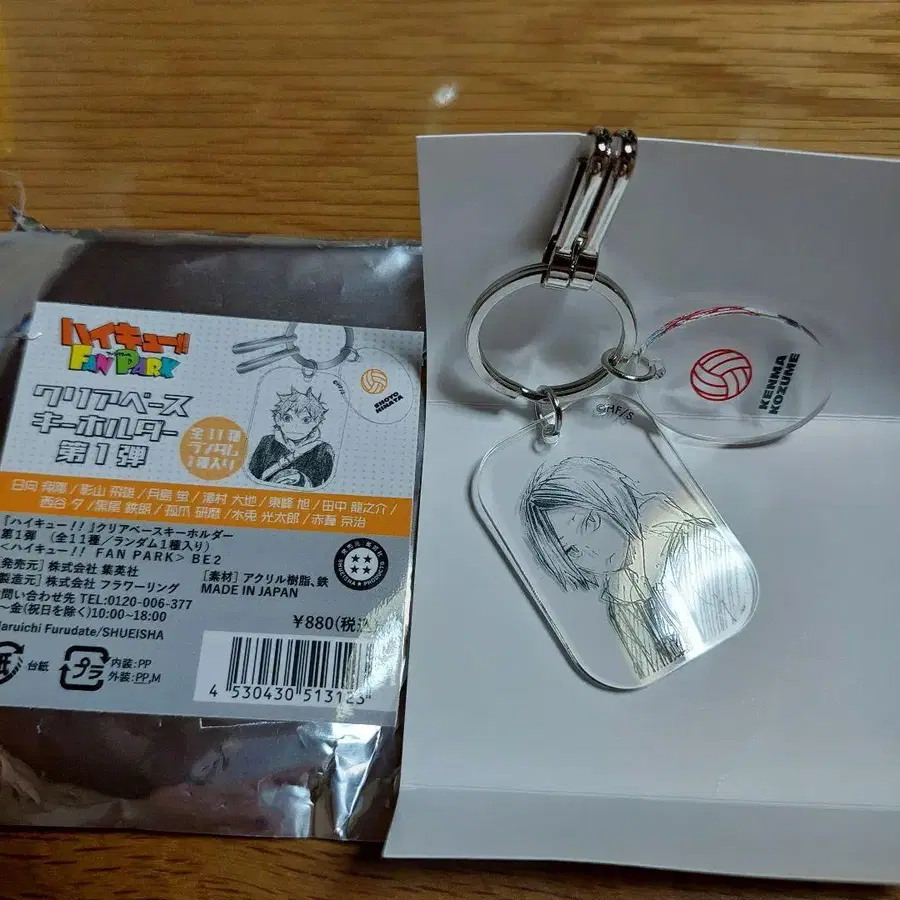 ハイキュー!!
FAN PARK
クリアベース
キーホルダー
第1弾
全11種
ランダム
1種入り
SHOYO
HINATA
日向 翔陽/影山 飛雄/月島 蛍/澤村 大地/東峰 旭/田中 龍之介/
西谷 夕/黒尾 鉄朗/孤爪 研磨/木兎 光太郎/赤葦 京治
『ハイキュー!!』クリアベースキーホルダー
第1弾 (全11種/ランダム1種入り)
<ハイキュー!! FAN PARK> BE2
発売元] 株式会社 集英社
製造元] 株式会社 フラワーリング
問い合わせ先 TEL:0120-006-377
~金(祝日を除く)10:00~18:00
[素材] アクリル樹脂、鉄
MADE IN JAPAN
SHUEISHA PRODUCTS
¥880(税込)
Haruichi Furudate/SHUEISHA
台紙
プラ
内装:PP
外装:PP,M
4 530430 513123
©HF/S
KENMA
KOZUME